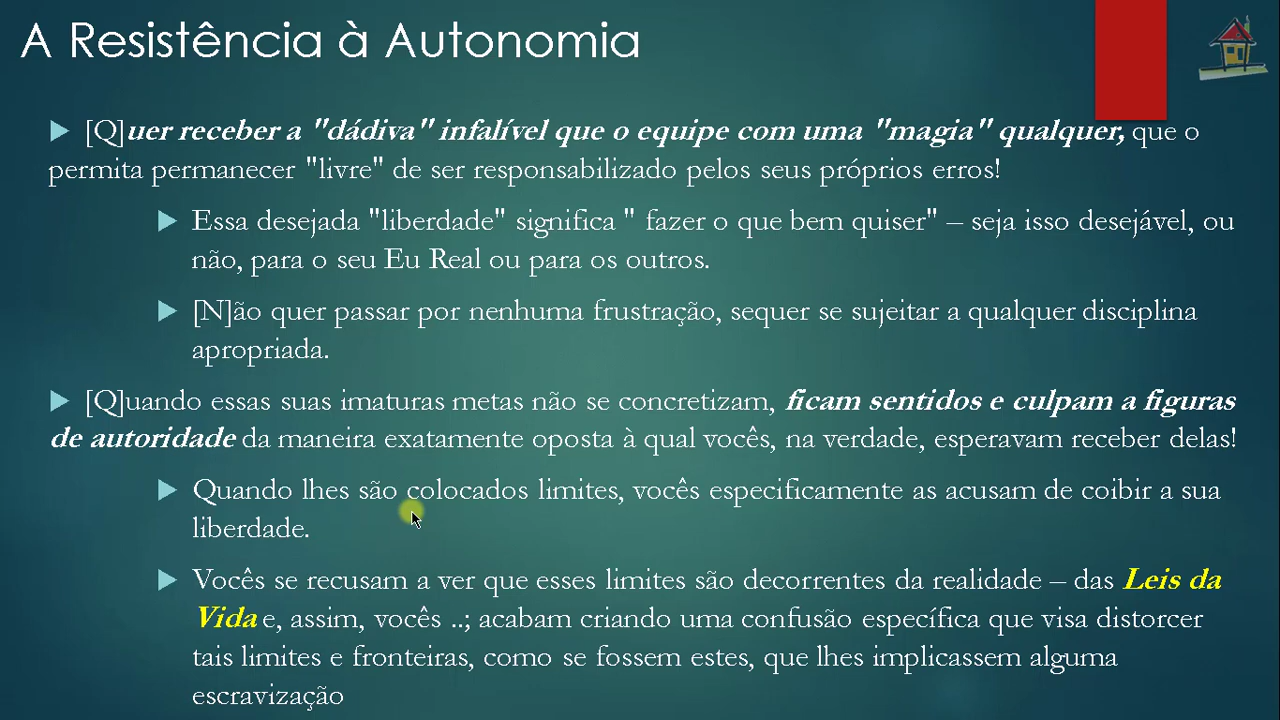 A Resistência à Autonomia
[Q]uer receber a "dádiva" infalível que o equipe com uma "magia" qualquer, que o
permita permanecer "livre" de ser responsabilizado pelos seus próprios erros!
Essa desejada "liberdade" significa " fazer o que bem quiser" – seja isso desejável, ou
não, para o seu Eu Real ou para os outros.
[N]ão quer passar por nenhuma frustração, sequer se sujeitar a qualquer disciplina
apropriada.
[Q]uando essas suas imaturas metas não se concretizam, ficam sentidos e culpam a figuras
de autoridade da maneira exatamente oposta à qual vocês, na verdade, esperavam receber delas!
Quando lhes são colocados limites, vocês especificamente as acusam de coibir a sua
liberdade.
Vocês se recusam a ver que esses limites são decorrentes da realidade – das Leis da
Vida e, assim, vocês ..; acabam criando uma confusão específica que visa distorcer
tais limites e fronteiras, como se fossem estes, que lhes implicassem alguma
escravização